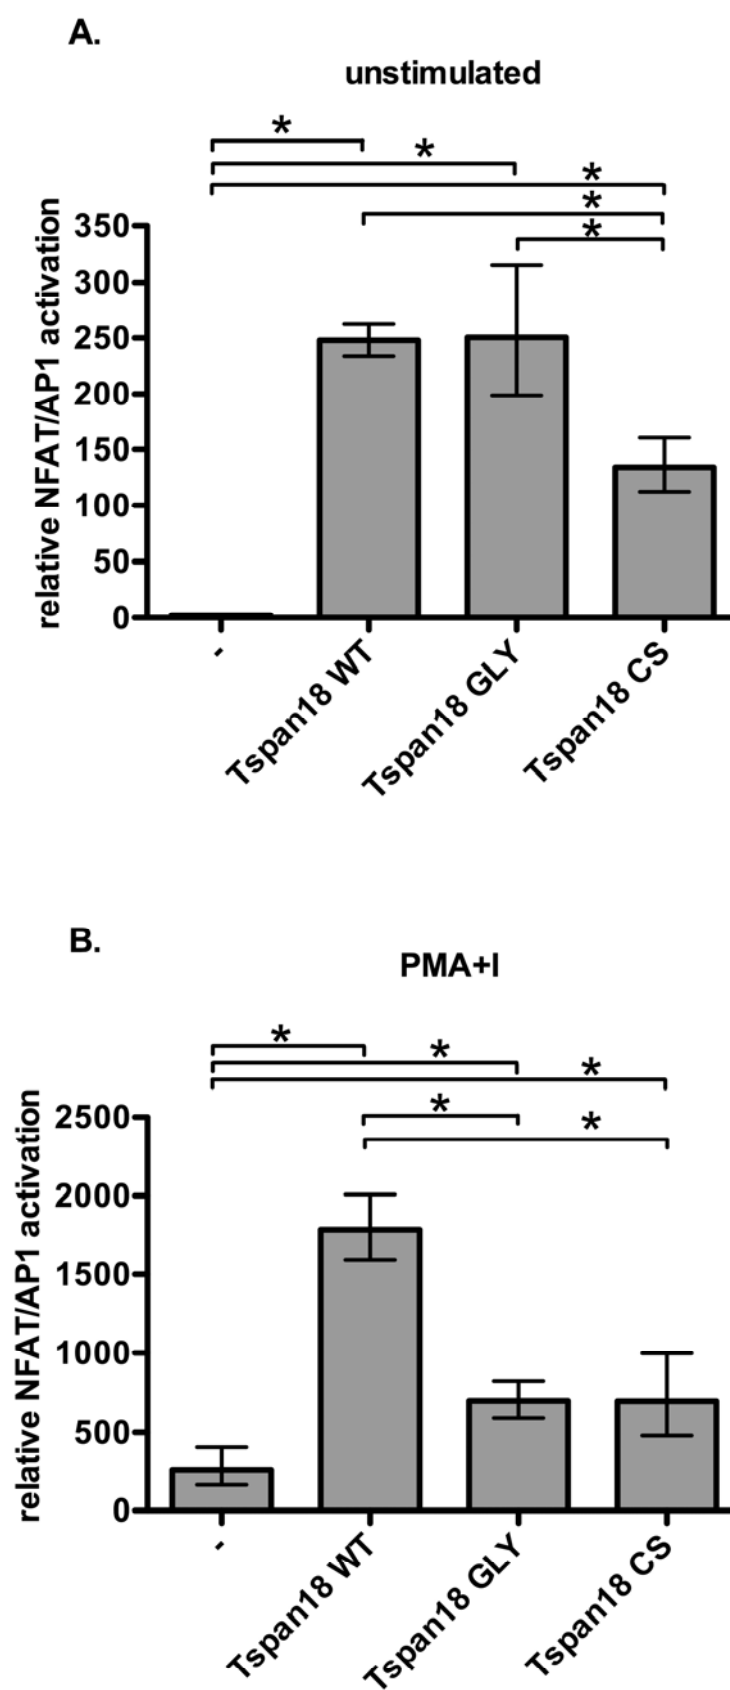 A.
unstimulated
*
*
*
*
*
relative NFAT/AP1 activation
350
300
250
200
150
100
50
0
-
Tspan18 WT
Tspan18 GLY
Tspan18 CS
B.
PMA+I
*
*
*
*
*
relative NFAT/AP1 activation
2500
2000
1500
1000
500
0
-
Tspan18 WT
Tspan18 GLY
Tspan18 CS